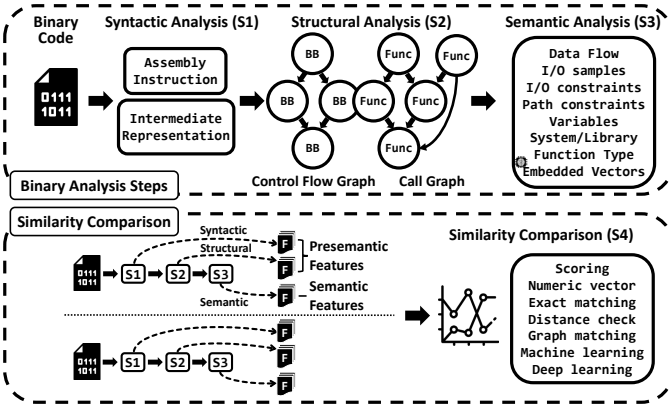 Binary
Code
0111
1011
Syntactic Analysis (S1)
Assembly
Instruction
Intermediate
Representation
Structural Analysis (S2)
BB
BB
BB
BB
Control Flow Graph
Func
Func
Func
Func
Func
Call Graph
Semantic Analysis (S3)
Data Flow
I/O samples
I/O constraints
Path constraints
Variables
System/Library
Function Type
Embedded Vectors
Binary Analysis Steps
Similarity Comparison
0111
1011
S1
S2
S3
Syntactic
Structural
Semantic
F
F
F
Presemantic
Features
Semantic
Features
0111
1011
S1
S2
S3
F
F
F
Similarity Comparison (S4)
Scoring
Numeric vector
Exact matching
Distance check
Graph matching
Machine learning
Deep learning